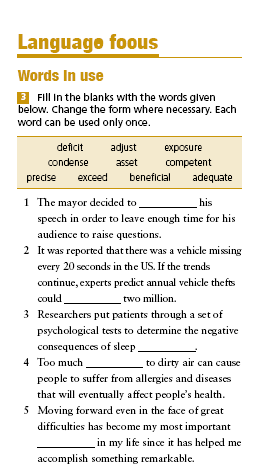 Language focus
Words in use
3 Fill in the blanks with the words given
below. Change the form where necessary. Each
word can be used only once.
deficit adjust exposure
condense asset competent
precise exceed beneficial adequate
1 The mayor decided to __________ his
speech in order to leave enough time for his
audience to raise questions.
2 It was reported that there was a vehicle missing
every 20 seconds in the US. If the trends
continue, experts predict annual vehicle thefts
could __________ two million.
3 Researchers put patients through a set of
psychological tests to determine the negative
consequences of sleep __________.
4 Too much __________ to dirty air can cause
people to suffer from allergies and diseases
that will eventually affect people's health.
5 Moving forward even in the face of great
difficulties has become my most important
__________ in my life since it has helped me
accomplish something remarkable.